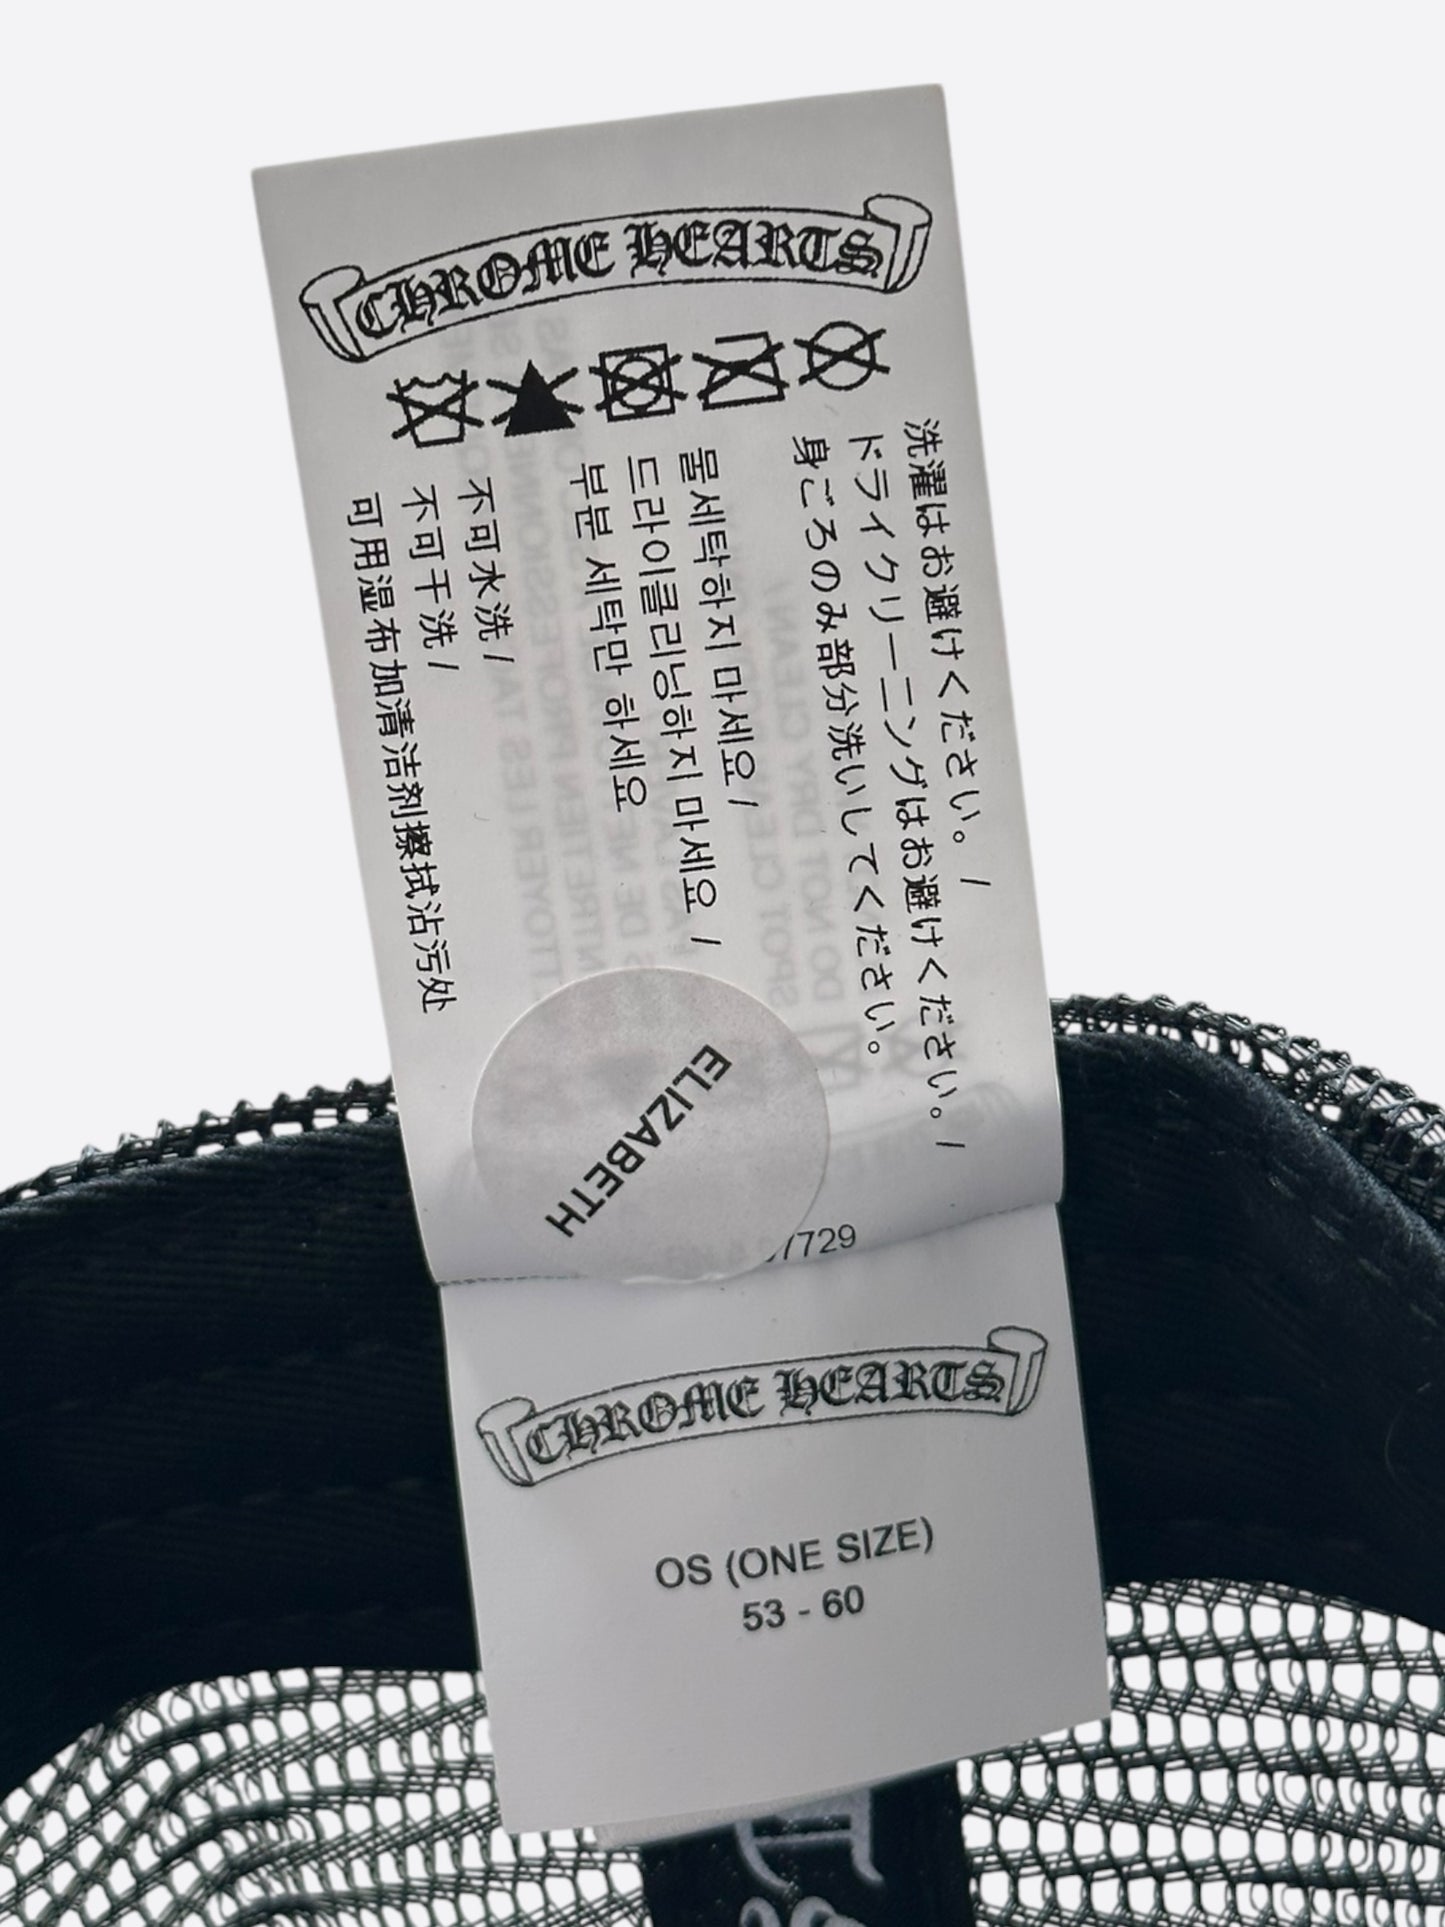 CHROME HEARTS
洗濯はお避けください。/
ドライクリーニングはお避けください。/
身ごろのみ部分洗いしてください。
물세탁하지 마세요 /
드라이클리닝하지 마세요 /
부분 세탁만 하세요
不可水洗 /
不可干洗 /
可用湿布加清洁剂擦拭沾污处
ELIZABETH
7729
CHROME HEARTS
OS (ONE SIZE)
53 - 60